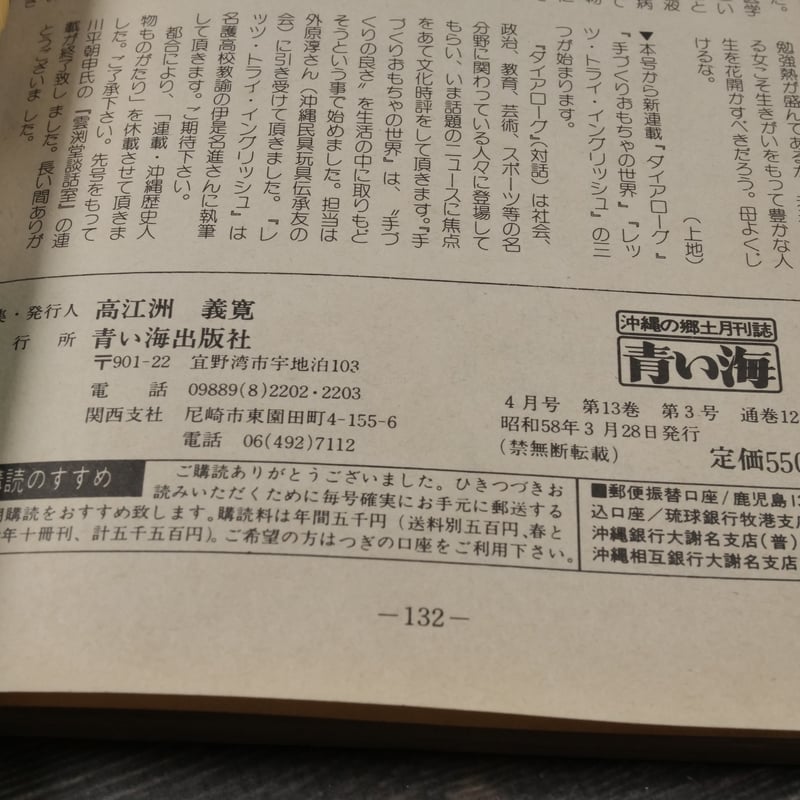 勉強熱が盛んであるが、
る女こそ生きがいをもって豊かな人
生を花開かすべきだろう。母よくじ
けるな。
（上地）
▼本号から新連載『ダイアローグ』
『手づくりおもちゃの世界』『レッ
ツ・トライ・イングリッシュ』の三
つが始まります。
『ダイアローグ』（対話）は社会、
政治、教育、芸術、スポーツ等の各
分野に関わっている人々に登場して
もらい、いま話題のニュースに焦点
をあて文化時評をして頂きます。『手
づくりおもちゃの世界』は、〝手づ
くりの良さ〟を生活の中に取りもど
そうという事で始めました。担当は
外原淳さん（沖縄民具玩具伝承友の
会）に引き受けて頂きました。『レ
ッツ・トライ・イングリッシュ』は
名護高校教諭の伊是名進さんに執筆
して頂きます。ご期待下さい。
都合により、「連載・沖縄歴史人
物ものがたり」を休載させて頂きま
した。ご了承下さい。先号をもって
川平朝申氏の『雲渕堂談話室』の連
載が終了致しました。長い間ありが
とうございました。
・発行人 高江洲 義寛
行所 青い海出版社
〒901-22 宜野湾市字地泊103
電話 09889(8)2202・2203
関西支社 尼崎市東園田町4-155-6
電話 06(492)7112
沖縄の郷土月刊誌
青い海
4月号 第13巻 第3号 通巻12
昭和58年3月28日発行
（禁無断転載）
定価550
購読のすすめ
ご購読ありがとうございました。ひきつづきお
読みいただくために毎号確実にお手元に郵送する
購読をおすすめ致します。購読料は年間五千円（送料別五百円、春と
年十冊刊、計五千五百円）。ご希望の方はつぎの口座をご利用下さい。
■郵便振替口座／鹿児島
込口座／琉球銀行牧港支
沖縄銀行大謝名支店(普)
沖縄相互銀行大謝名支店
－132－